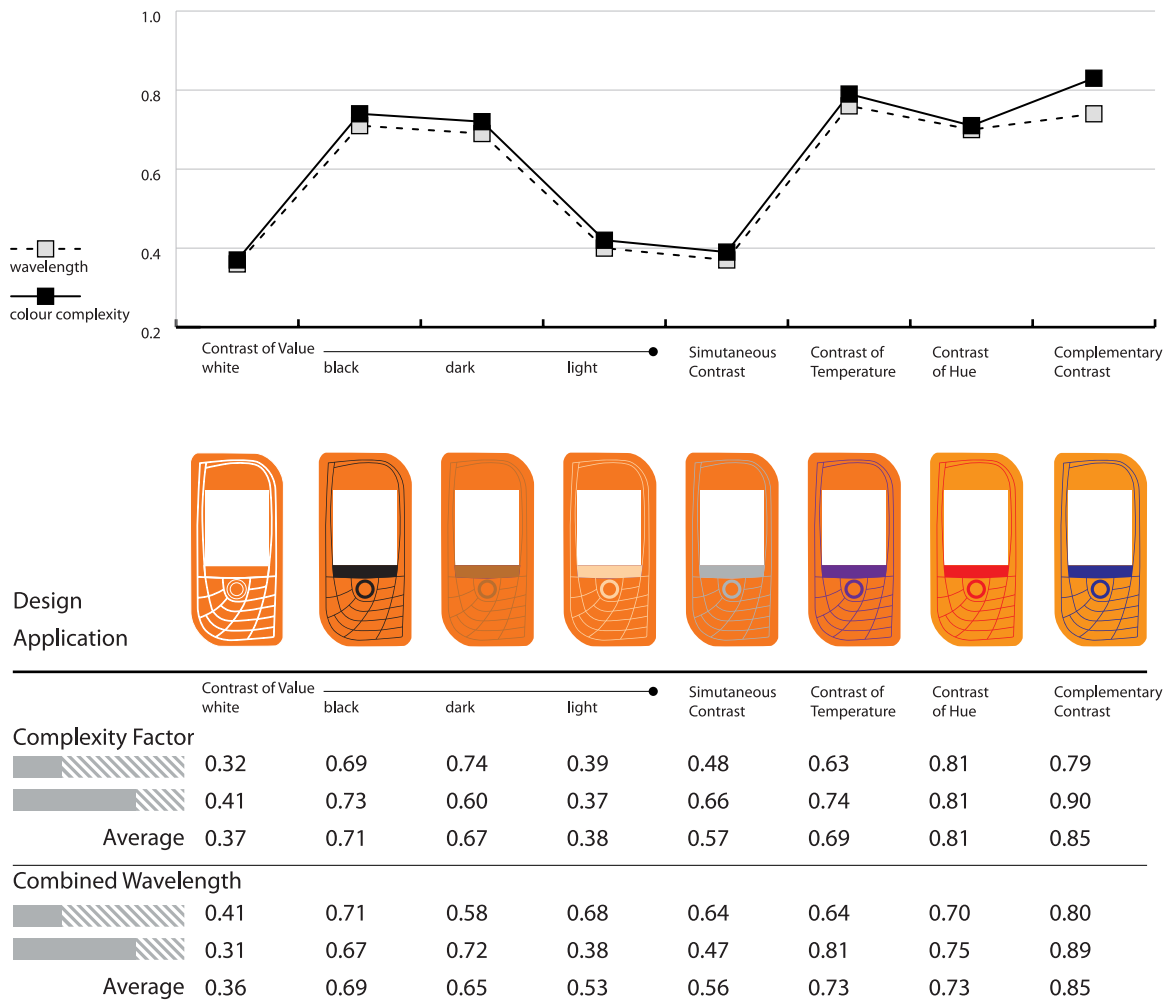 1.0
0.8
0.6
0.4
0.2
wavelength
colour complexity
Contrast of Value
white black dark light
Simutaneous Contrast
Contrast of Temperature
Contrast of Hue
Complementary Contrast
Design
Application
Contrast of Value
white black dark light
Simutaneous Contrast
Contrast of Temperature
Contrast of Hue
Complementary Contrast
Complexity Factor
0.32 0.69 0.74 0.39 0.48 0.63 0.81 0.79
0.41 0.73 0.60 0.37 0.66 0.74 0.81 0.90
Average 0.37 0.71 0.67 0.38 0.57 0.69 0.81 0.85
Combined Wavelength
0.41 0.71 0.58 0.68 0.64 0.64 0.70 0.80
0.31 0.67 0.72 0.38 0.47 0.81 0.75 0.89
Average 0.36 0.69 0.65 0.53 0.56 0.73 0.73 0.85